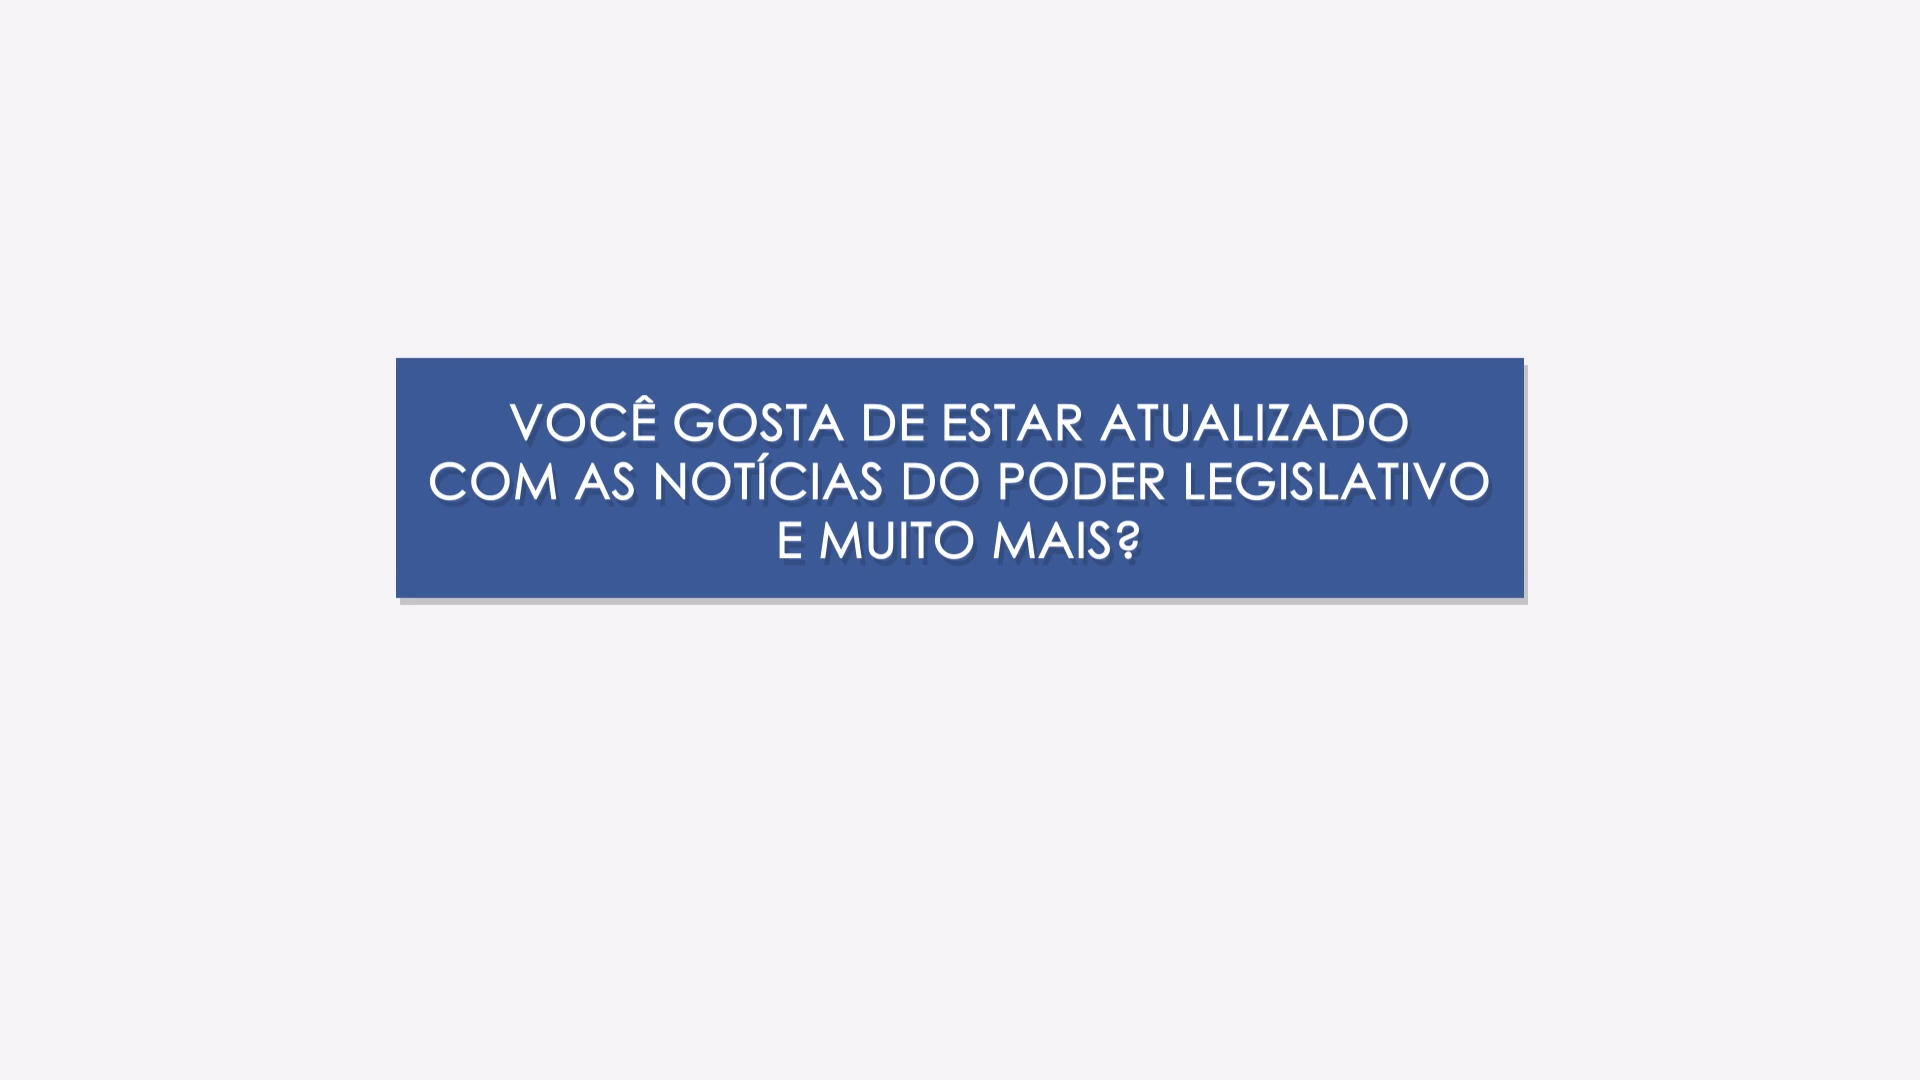 VOCÊ GOSTA DE ESTAR ATUALIZADO
COM AS NOTÍCIAS DO PODER LEGISLATIVO
E MUITO MAIS?